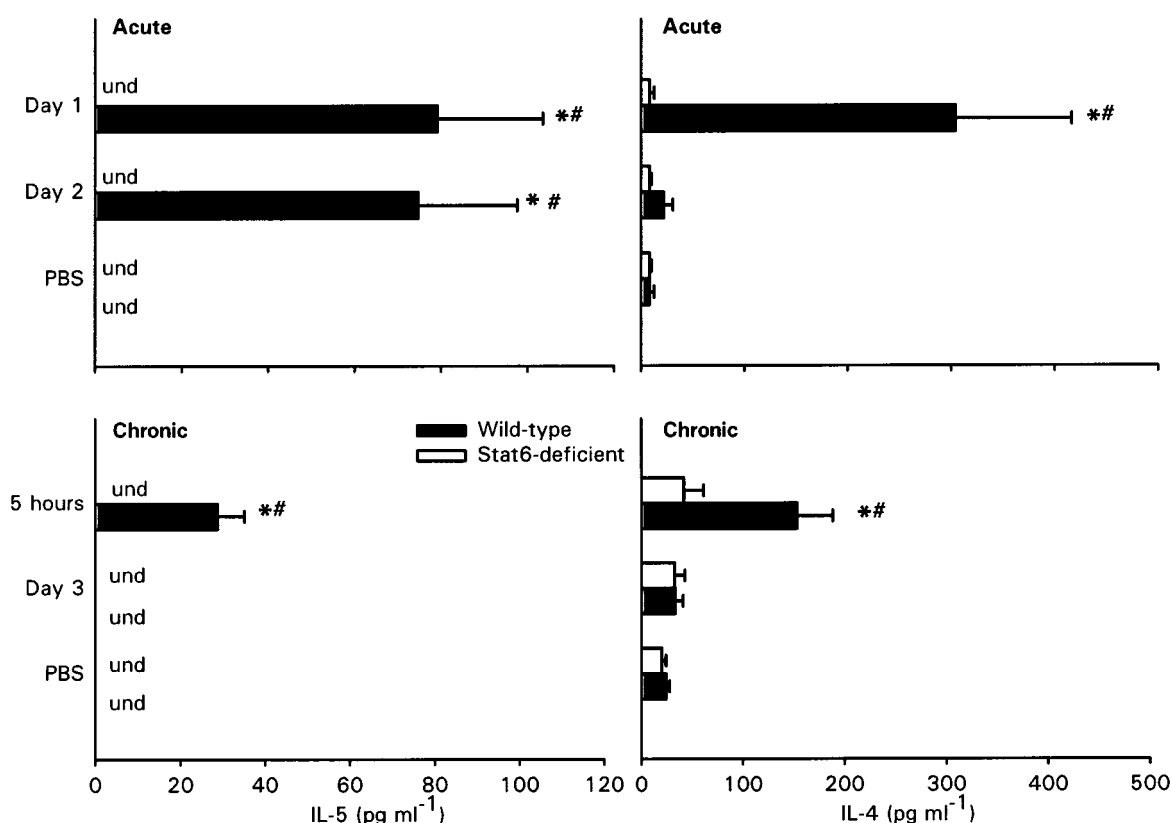 Acute
Acute
und
Day 1
*#
*#
und
Day 2
* #
und
PBS
und
Chronic
Wild-type
Stat6-deficient
Chronic
und
5 hours
*#
*#
und
Day 3
und
und
PBS
und
0 20 40 60 80 100 120
0 100 200 300 400 500
IL-5 (pg ml⁻¹)
IL-4 (pg ml⁻¹)